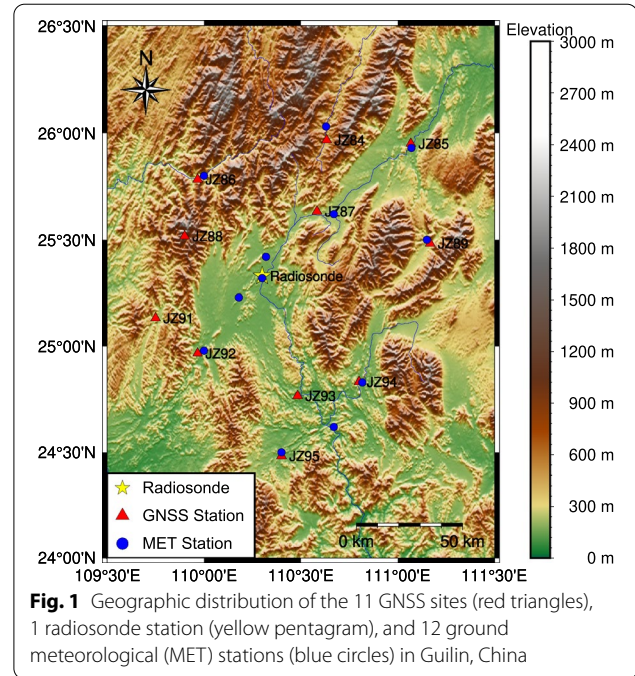 Elevation
26°30'N
26°00'N
25°30'N
25°00'N
24°30'N
24°00'N
109°30'E 110°00'E 110°30'E 111°00'E 111°30'E
N
JZ84
JZ85
JZ86
JZ87
JZ88
JZ89
Radiosonde
JZ91
JZ92
JZ93
JZ94
JZ95
Radiosonde
GNSS Station
MET Station
0 km 50 km
3000 m
2700 m
2400 m
2100 m
1800 m
1500 m
1200 m
900 m
600 m
300 m
0 m
Fig. 1 Geographic distribution of the 11 GNSS sites (red triangles),
1 radiosonde station (yellow pentagram), and 12 ground
meteorological (MET) stations (blue circles) in Guilin, China